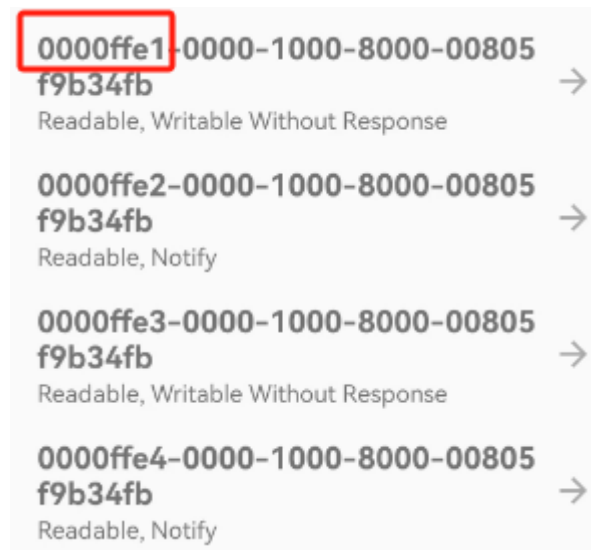 0000ffe1-0000-1000-8000-00805
f9b34fb
Readable, Writable Without Response
0000ffe2-0000-1000-8000-00805
f9b34fb
Readable, Notify
0000ffe3-0000-1000-8000-00805
f9b34fb
Readable, Writable Without Response
0000ffe4-0000-1000-8000-00805
f9b34fb
Readable, Notify